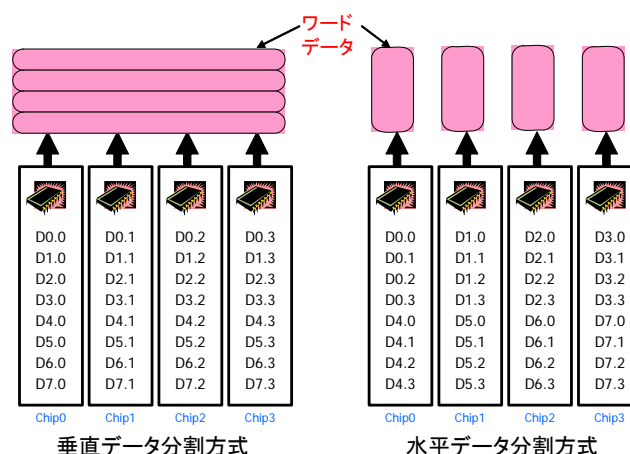 ワード
データ
D0.0 D0.1 D0.2 D0.3 D0.0 D1.0 D2.0 D3.0
D1.0 D1.1 D1.2 D1.3 D0.1 D1.1 D2.1 D3.1
D2.0 D2.1 D2.2 D2.3 D0.2 D1.2 D2.2 D3.2
D3.0 D3.1 D3.2 D3.3 D0.3 D1.3 D2.3 D3.3
D4.0 D4.1 D4.2 D4.3 D4.0 D5.0 D6.0 D7.0
D5.0 D5.1 D5.2 D5.3 D4.1 D5.1 D6.1 D7.1
D6.0 D6.1 D6.2 D6.3 D4.2 D5.2 D6.2 D7.2
D7.0 D7.1 D7.2 D7.3 D4.3 D5.3 D6.3 D7.3
Chip0 Chip1 Chip2 Chip3 Chip0 Chip1 Chip2 Chip3
垂直データ分割方式 水平データ分割方式